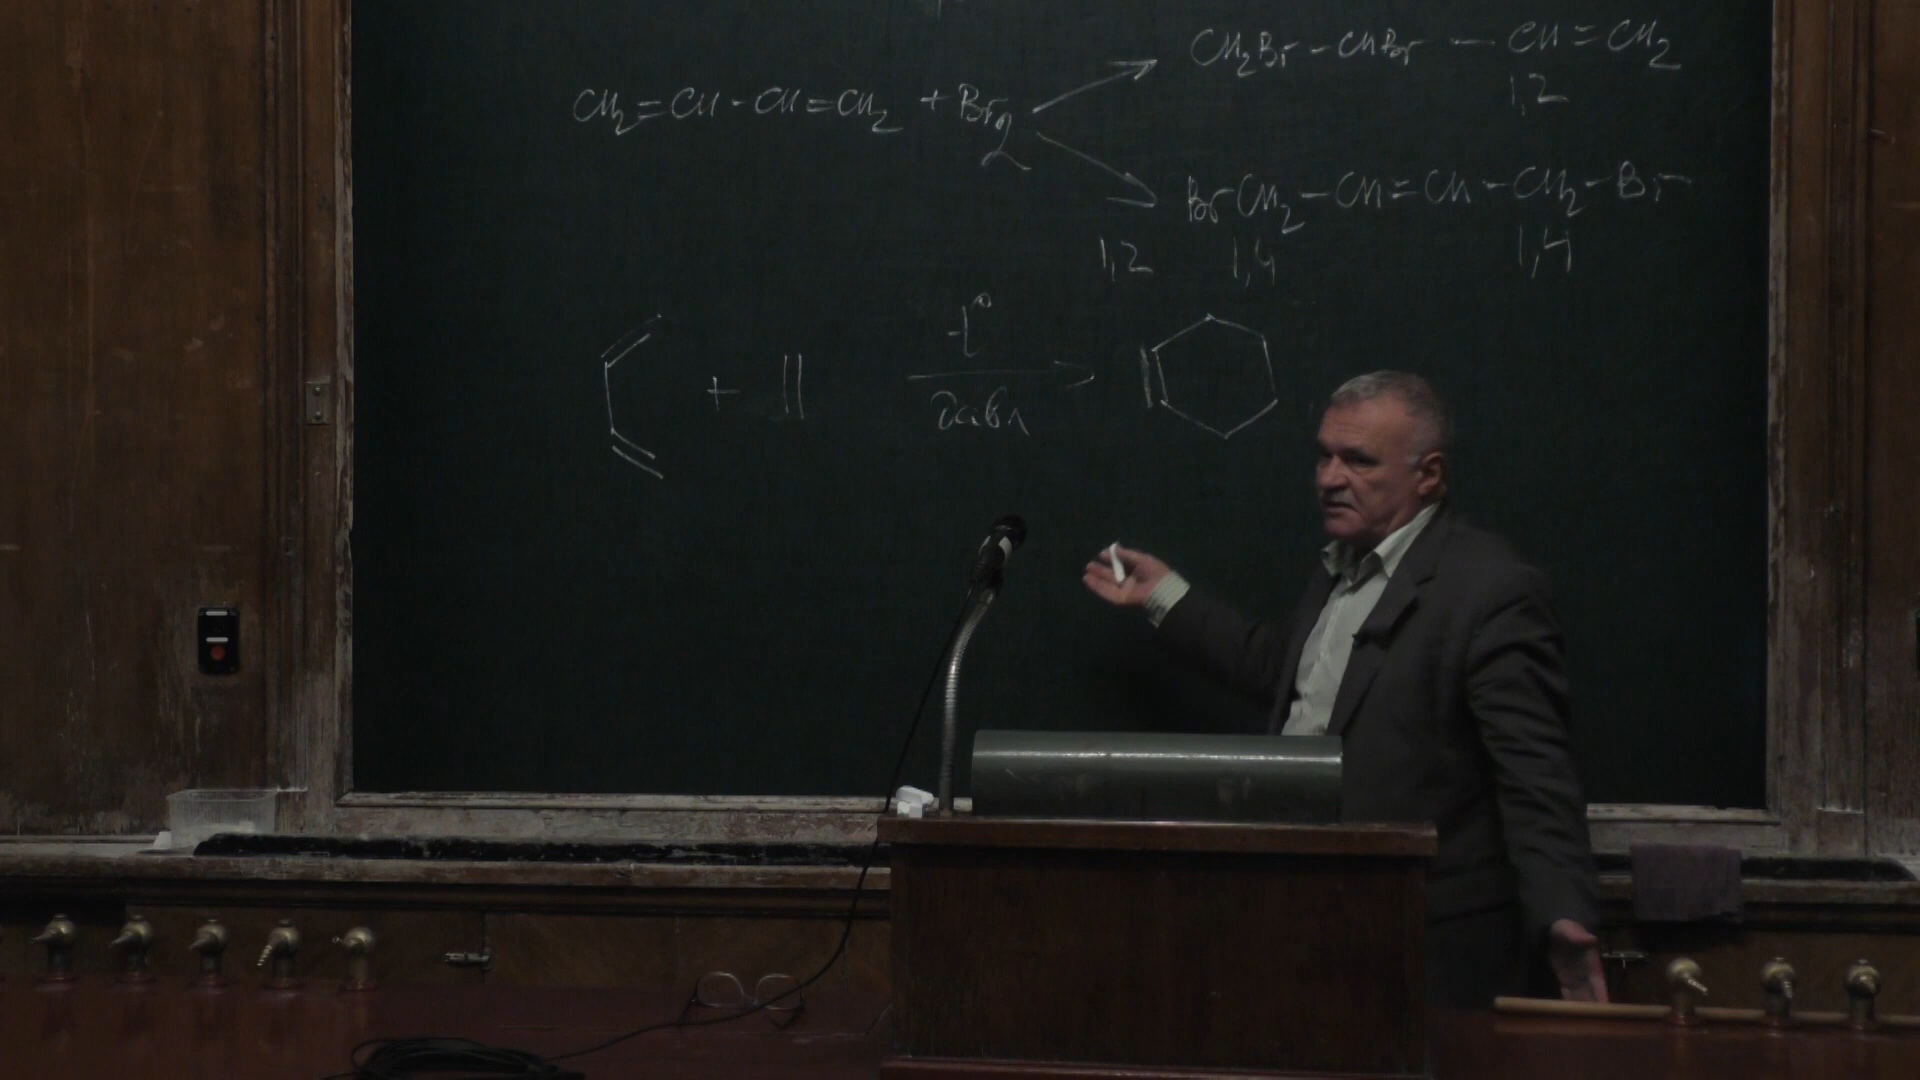 CH2Br - CHBr - CH = CH2
CH2 = CH - CH = CH2 + Br2
1,2
BrCH2 - CH = CH - CH2 - Br
1,2 1,4 1,4
t°
+
давл